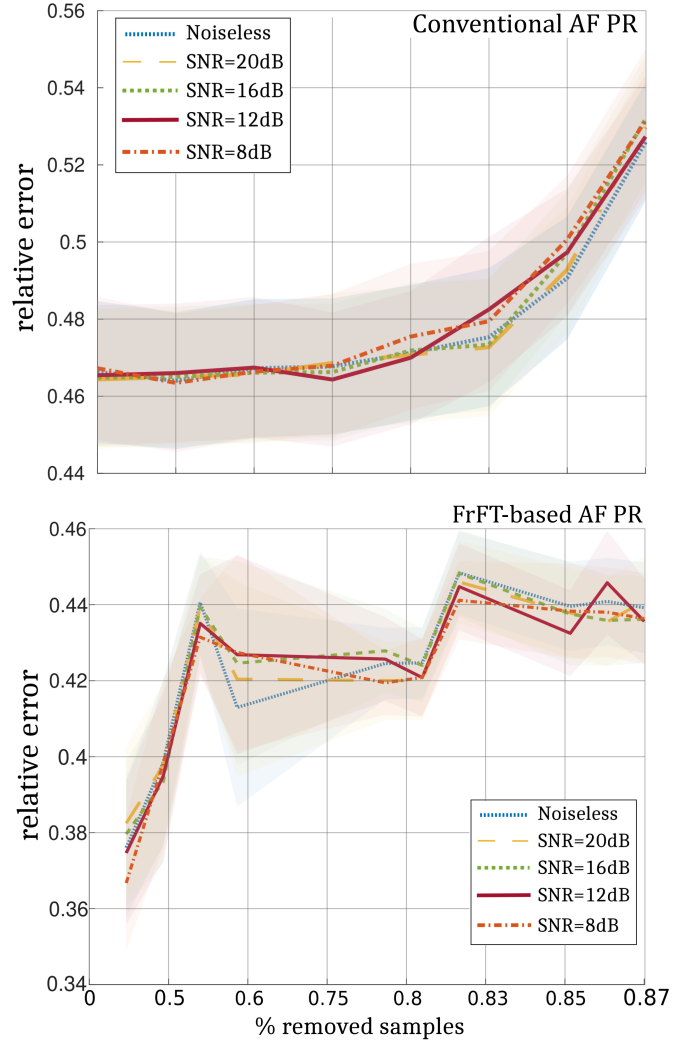 Conventional AF PR
0.56
0.54
0.52
0.5
0.48
0.46
0.44
relative error
Noiseless
SNR=20dB
SNR=16dB
SNR=12dB
SNR=8dB
FrFT-based AF PR
0.46
0.44
0.42
0.4
0.38
0.36
0.34
relative error
Noiseless
SNR=20dB
SNR=16dB
SNR=12dB
SNR=8dB
0 0.5 0.6 0.75 0.8 0.83 0.85 0.87
% removed samples